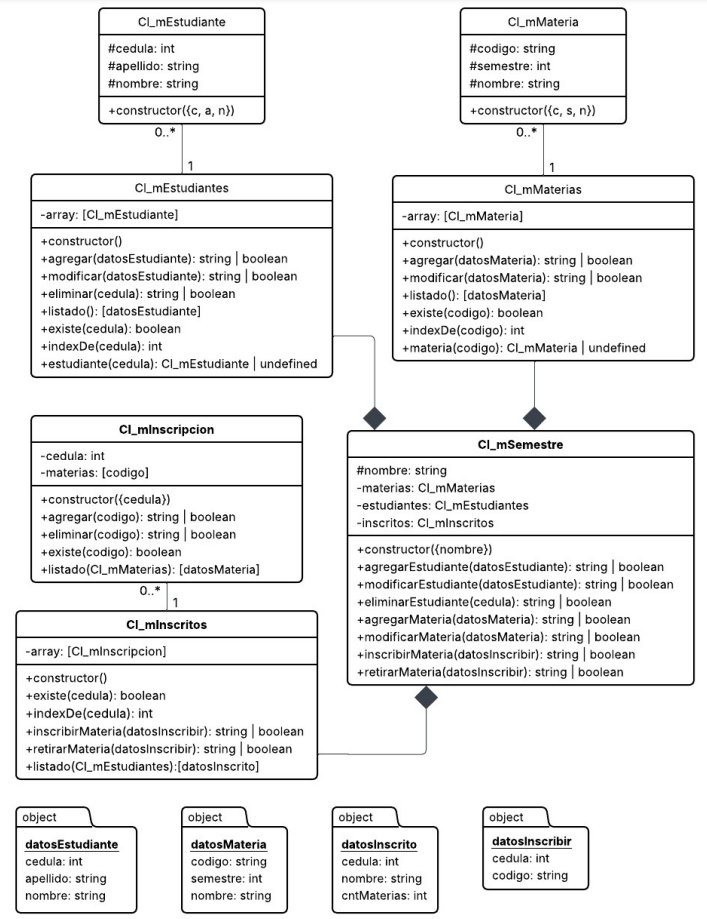 Cl_mEstudiante
#cedula: int
#apellido: string
#nombre: string
+constructor({c, a, n})
0..*
1
Cl_mEstudiantes
-array: [Cl_mEstudiante]
+constructor()
+agregar(datosEstudiante): string | boolean
+modificar(datosEstudiante): string | boolean
+eliminar(cedula): string | boolean
+listado(): [datosEstudiante]
+existe(cedula): boolean
+indexDe(cedula): int
+estudiante(cedula): Cl_mEstudiante | undefined
Cl_mMateria
#codigo: string
#semestre: int
#nombre: string
+constructor({c, s, n})
0..*
1
Cl_mMaterias
-array: [Cl_mMateria]
+constructor()
+agregar(datosMateria): string | boolean
+modificar(datosMateria): string | boolean
+listado(): [datosMateria]
+existe(codigo): boolean
+indexDe(codigo): int
+materia(codigo): Cl_mMateria | undefined
Cl_mInscripcion
-cedula: int
-materias: [codigo]
+constructor({cedula})
+agregar(codigo): string | boolean
+eliminar(codigo): string | boolean
+existe(codigo): boolean
+listado(Cl_mMaterias): [datosMateria]
0..*
1
Cl_mInscritos
-array: [Cl_mInscripcion]
+constructor()
+existe(cedula): boolean
+indexDe(cedula): int
+inscribirMateria(datosInscribir): string | boolean
+retirarMateria(datosInscribir): string | boolean
+listado(Cl_mEstudiantes):[datosInscrito]
Cl_mSemestre
#nombre: string
-materias: Cl_mMaterias
-estudiantes: Cl_mEstudiantes
-inscritos: Cl_mInscritos
+constructor({nombre})
+agregarEstudiante(datosEstudiante): string | boolean
+modificarEstudiante(datosEstudiante): string | boolean
+eliminarEstudiante(cedula): string | boolean
+agregarMateria(datosMateria): string | boolean
+modificarMateria(datosMateria): string | boolean
+inscribirMateria(datosInscribir): string | boolean
+retirarMateria(datosInscribir): string | boolean
object
datosEstudiante
cedula: int
apellido: string
nombre: string
object
datosMateria
codigo: string
semestre: int
nombre: string
object
datosInscrito
cedula: int
nombre: string
cntMaterias: int
object
datosInscribir
cedula: int
codigo: string